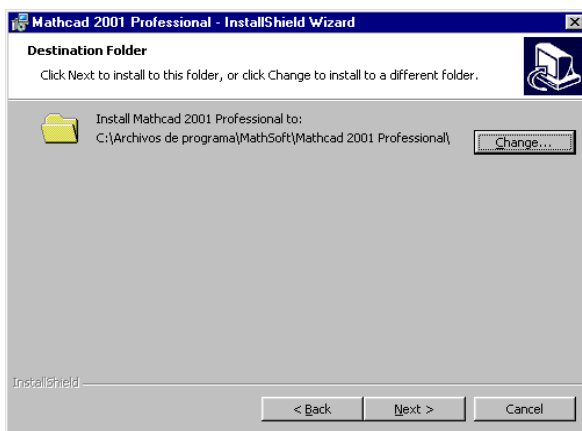 Mathcad 2001 Professional - InstallShield Wizard
Destination Folder
Click Next to install to this folder, or click Change to install to a different folder.
Install Mathcad 2001 Professional to:
C:\Archivos de programa\MathSoft\Mathcad 2001 Professional\
Change...
InstallShield
< Back Next > Cancel